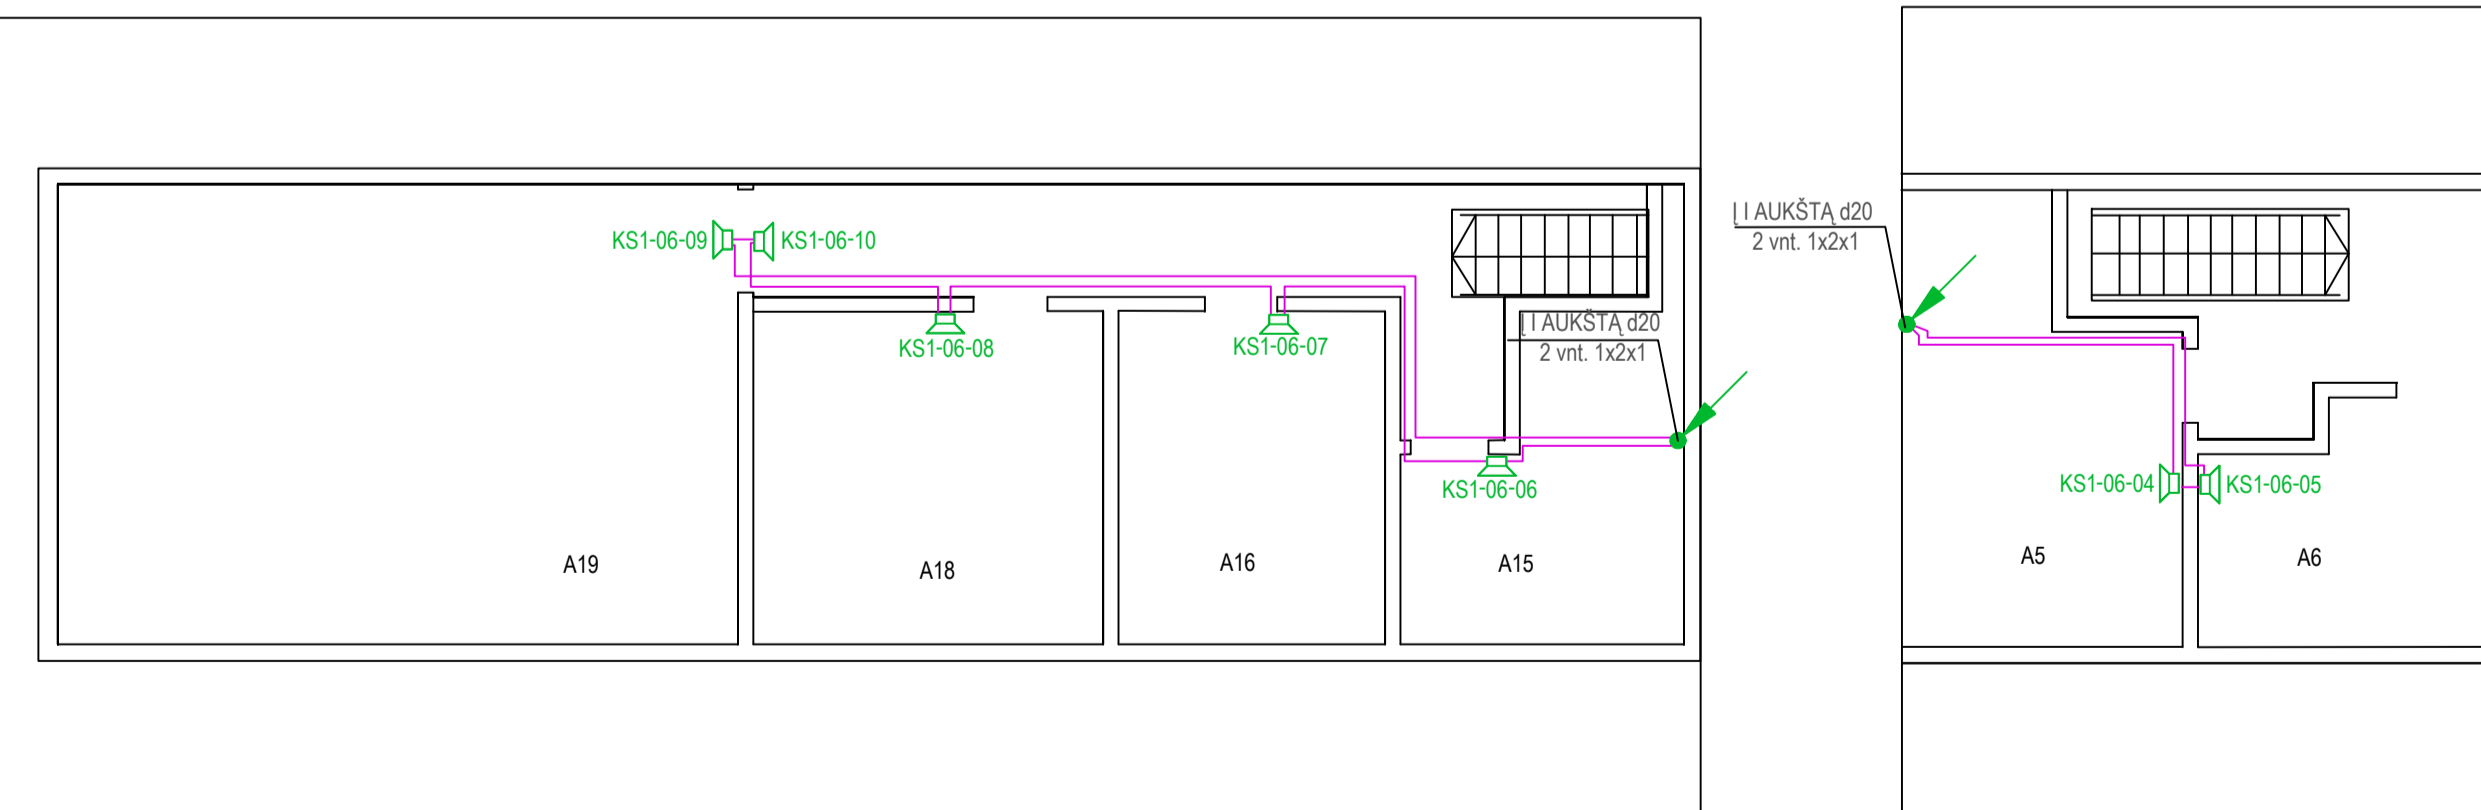 Į I AUKŠTĄ d20
2 vnt. 1x2x1
KS1-06-09
KS1-06-10
Į I AUKŠTĄ d20
2 vnt. 1x2x1
KS1-06-08
KS1-06-07
KS1-06-06
KS1-06-04
KS1-06-05
A19
A18
A16
A15
A5
A6